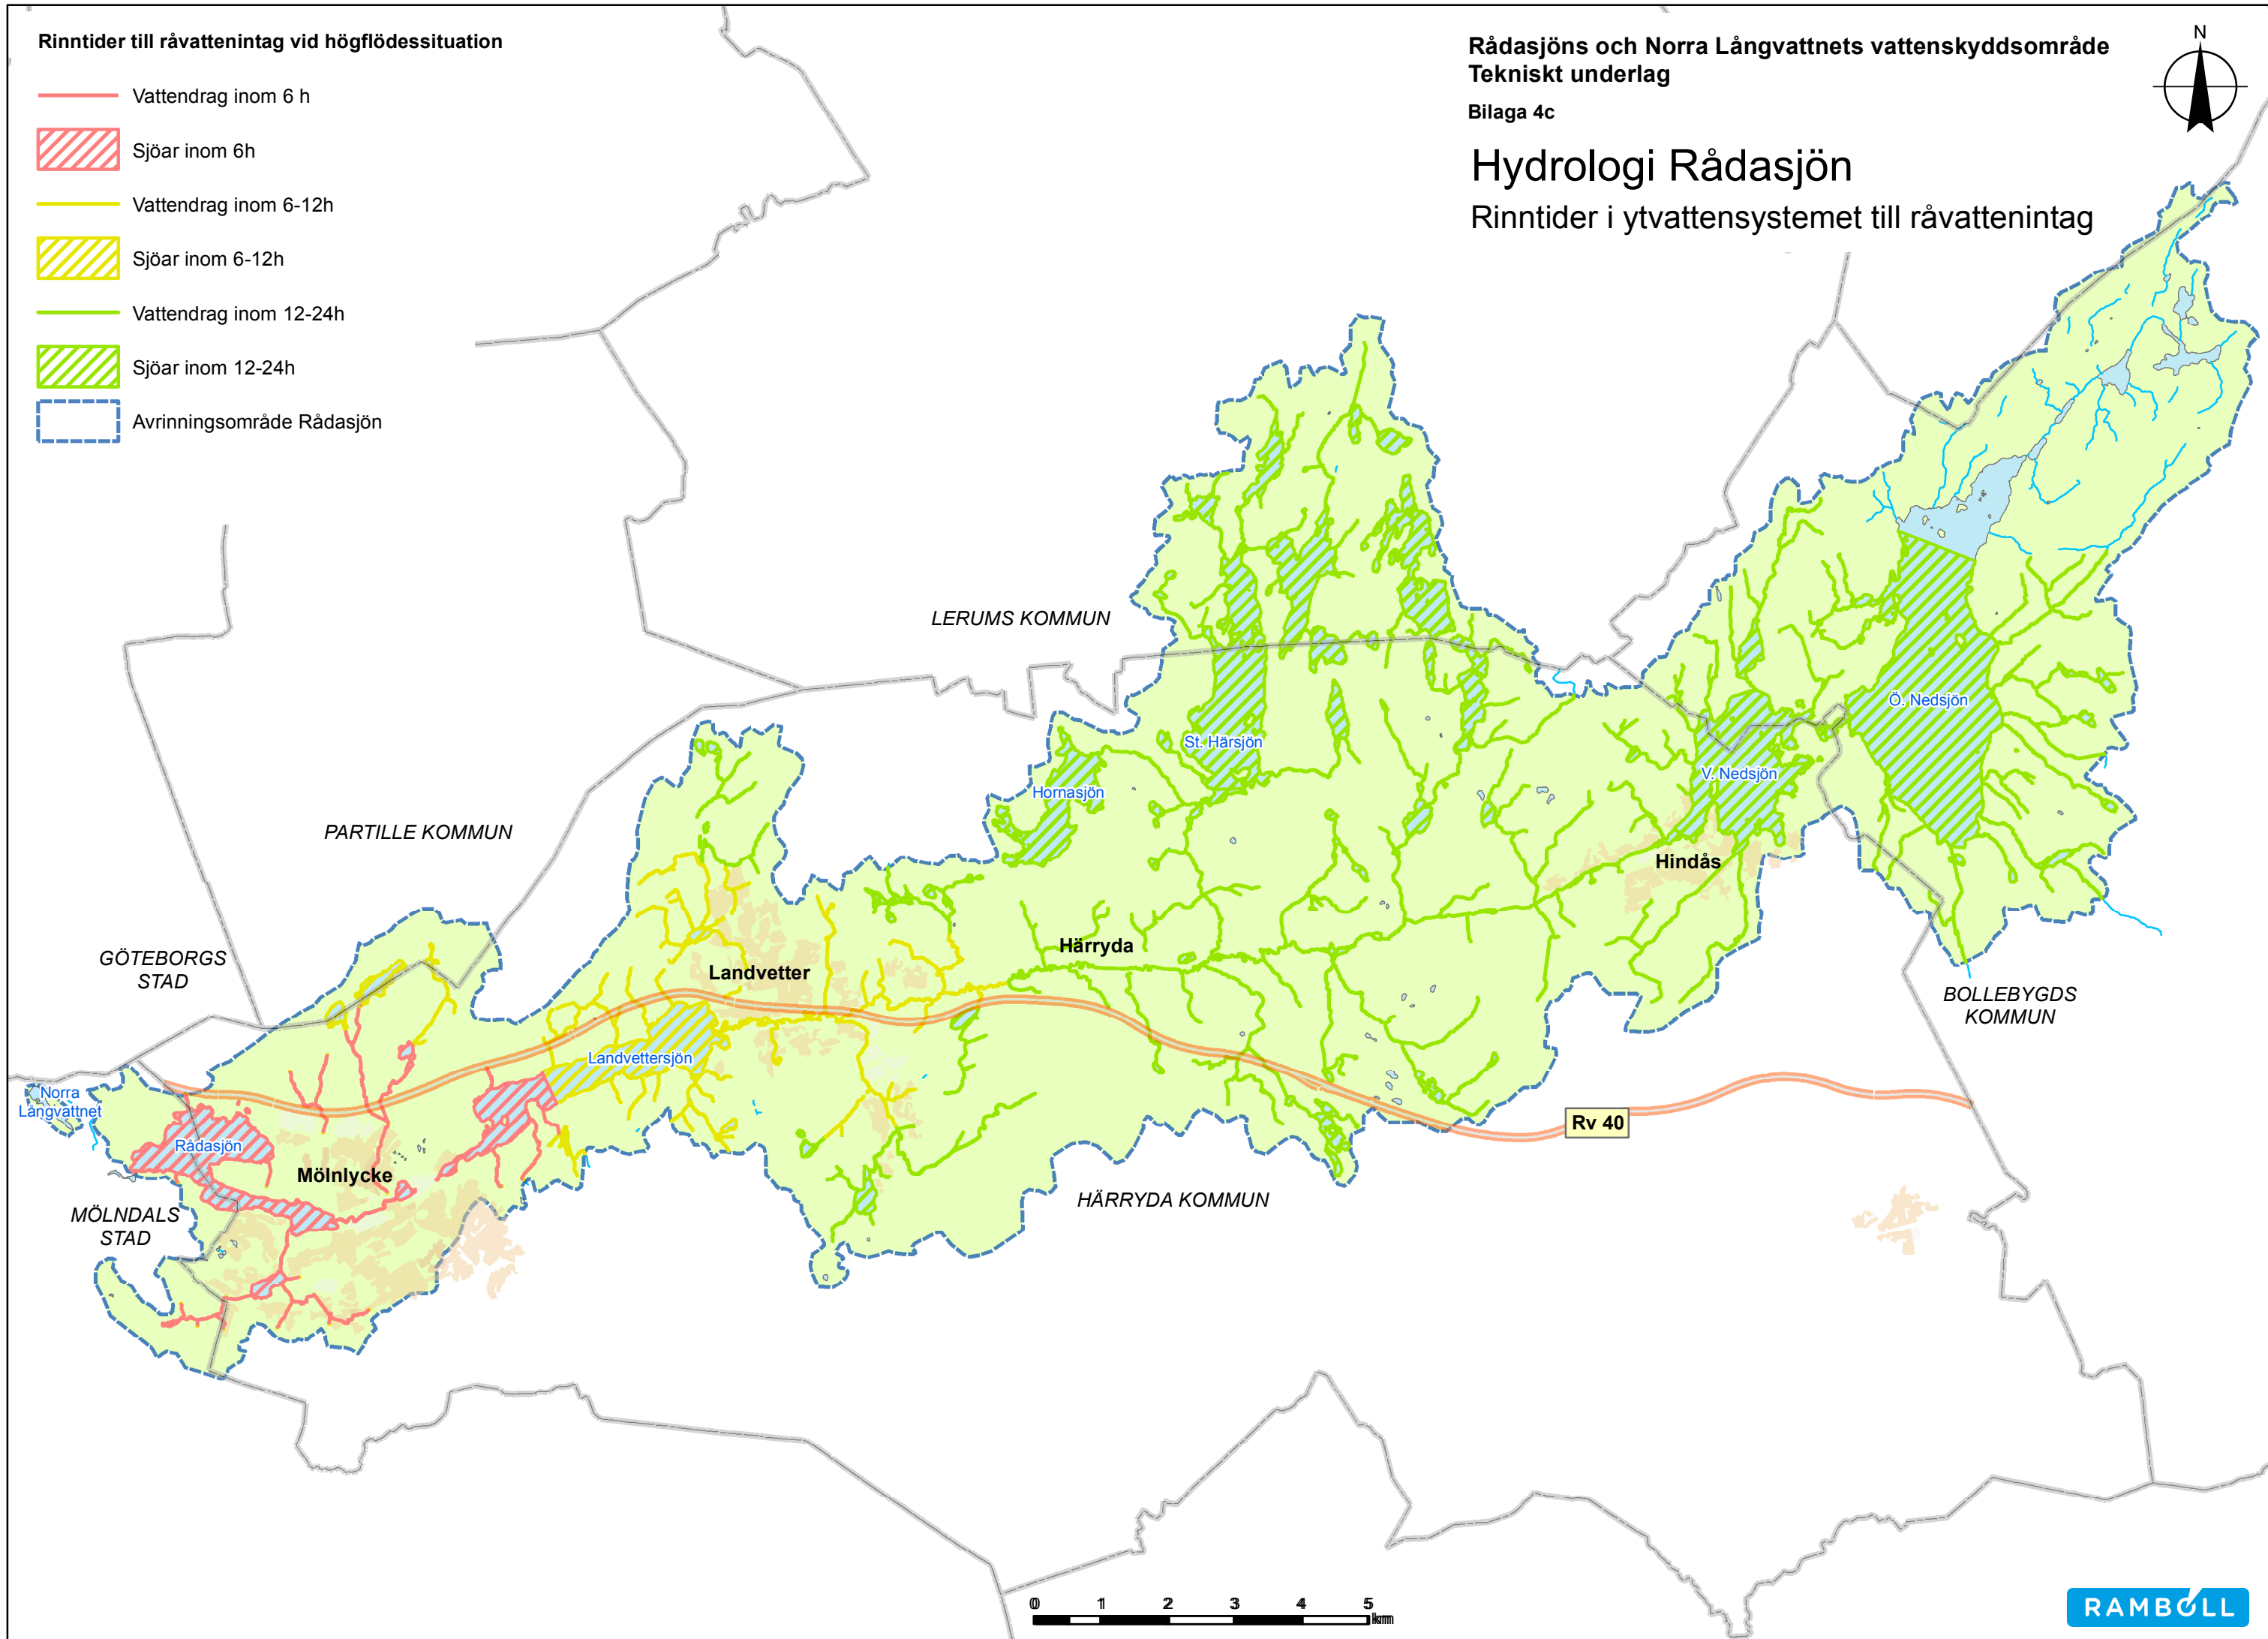 Rinntider till råvattenintag vid högflödessituation
Vattendrag inom 6 h
Sjöar inom 6h
Vattendrag inom 6-12h
Sjöar inom 6-12h
Vattendrag inom 12-24h
Sjöar inom 12-24h
Avrinningsområde Rådasjön
Rådasjöns och Norra Långvattnets vattenskyddsområde
Tekniskt underlag
Bilaga 4c
Hydrologi Rådasjön
Rinntider i ytvattensystemet till råvattenintag
N
LERUMS KOMMUN
Ö. Nedsjön
St. Härsjön
V. Nedsjön
Hornasjön
PARTILLE KOMMUN
Hindås
Härryda
GÖTEBORGS
STAD
Landvetter
BOLLEBYGDS
KOMMUN
Landvettersjön
Norra
Långvattnet
Rv 40
Rådasjön
Mölnlycke
HÄRRYDA KOMMUN
MÖLNDALS
STAD
0 1 2 3 4 5
km
RAMBOLL